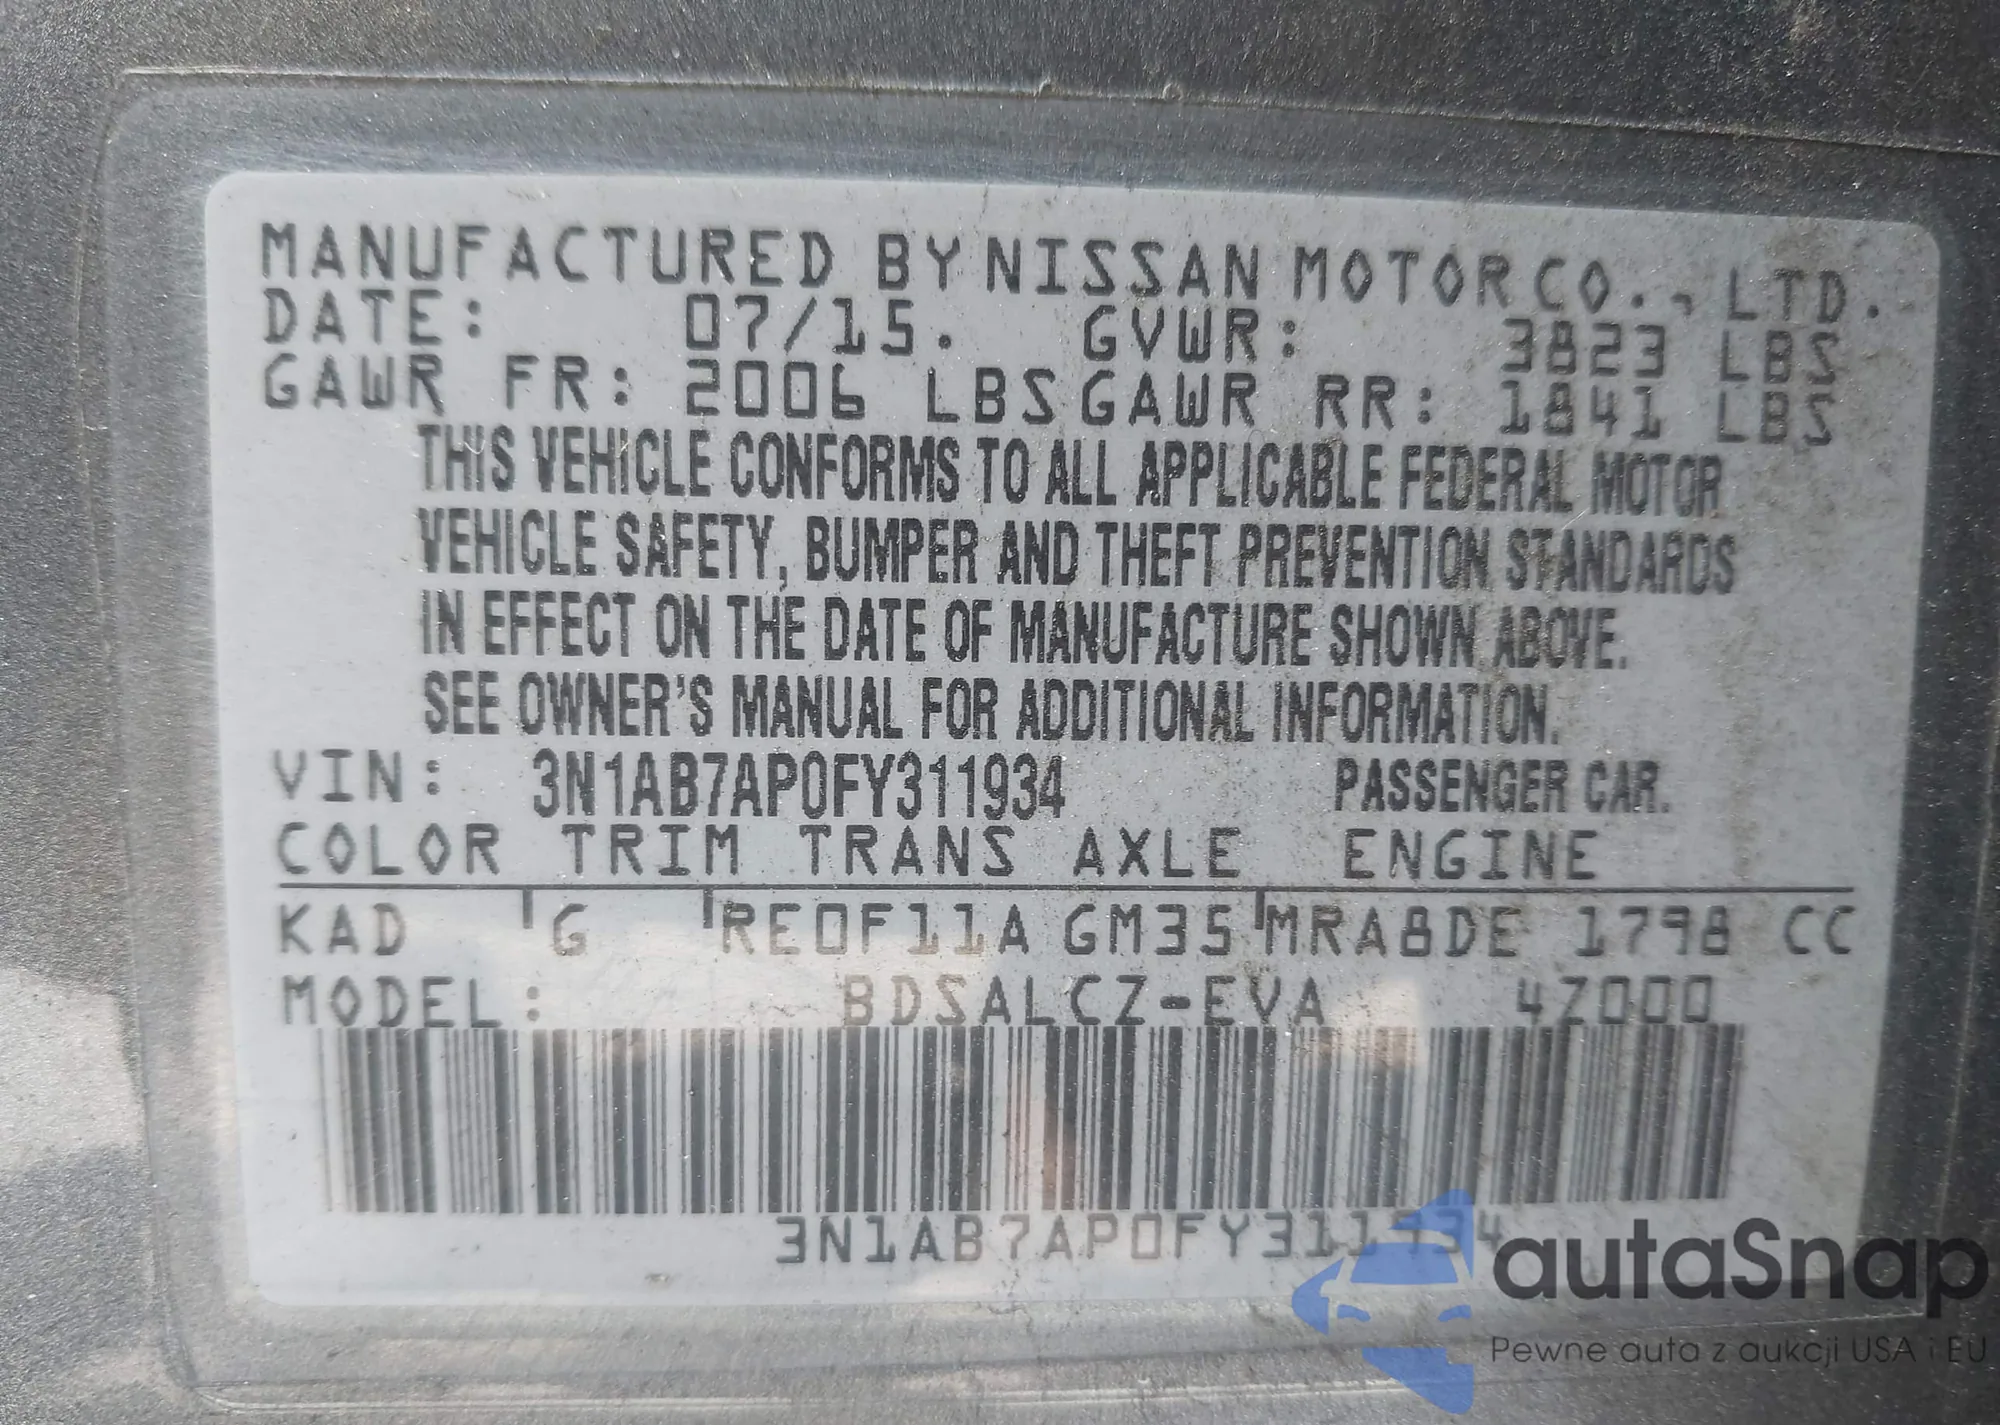 MANUFACTURED BY NISSAN MOTOR CO., LTD.
DATE: 07/15. GVWR: 3823 LBS
GAWR FR: 2006 LBS GAWR RR: 1841 LBS
THIS VEHICLE CONFORMS TO ALL APPLICABLE FEDERAL MOTOR
VEHICLE SAFETY, BUMPER AND THEFT PREVENTION STANDARDS
IN EFFECT ON THE DATE OF MANUFACTURE SHOWN ABOVE.
SEE OWNER'S MANUAL FOR ADDITIONAL INFORMATION.
VIN: 3N1AB7AP0FY311934 PASSENGER CAR.
COLOR TRIM TRANS AXLE ENGINE
KAD G RE0F11A GM35 MRA8DE 1798 CC
MODEL: BDSALCZ-EVA 4Z000
3N1AB7AP0FY311934
autaSnap
Pewne auta z aukcji USA i EU